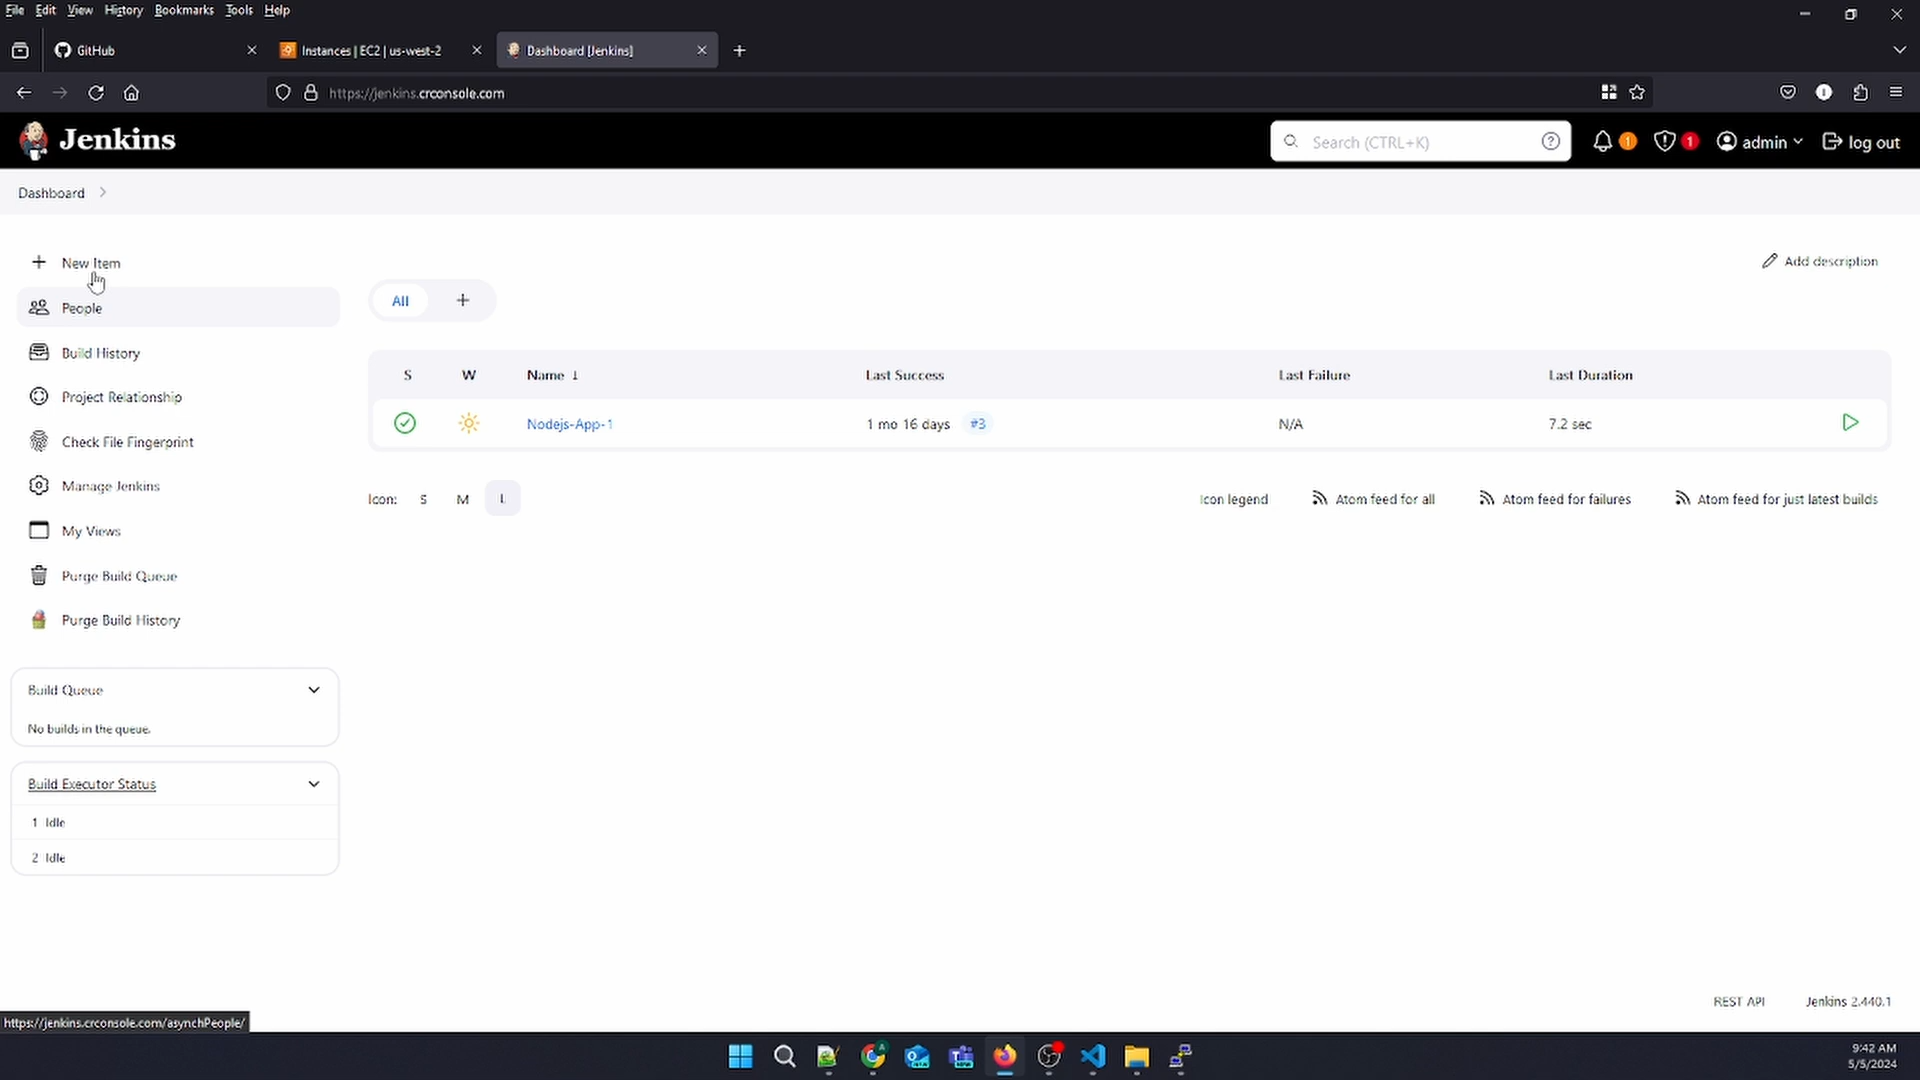 File Edit View History Bookmarks Tools Help
GitHub
Instances | EC2 | us-west-2
Dashboard [Jenkins]
https://jenkins.crconsole.com
Jenkins
Search (CTRL+K)
1
1
admin
log out
Dashboard
New Item
Add description
People
All
Build History
Project Relationship
Check File Fingerprint
Manage Jenkins
My Views
Purge Build Queue
Purge Build History
S W Name ↓ Last Success Last Failure Last Duration
Nodejs-App-1 1 mo 16 days #3 N/A 7.2 sec
Icon: S M L
Icon legend Atom feed for all Atom feed for failures Atom feed for just latest builds
Build Queue
No builds in the queue.
Build Executor Status
1 Idle
2 Idle
REST API Jenkins 2.440.1
https://jenkins.crconsole.com/asynchPeople/
9:42 AM
5/5/2024